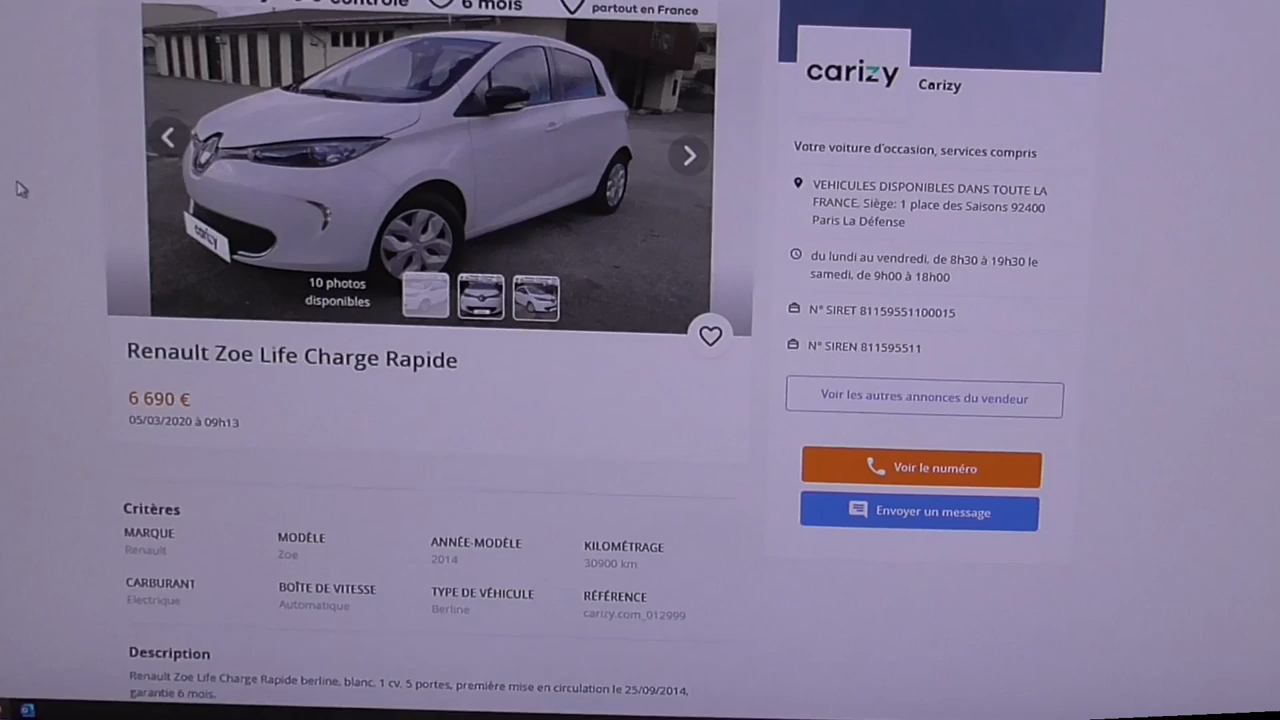 6 mois
partout en France
carizy
10 photos
disponibles
Renault Zoe Life Charge Rapide
6 690 €
05/03/2020 à 09h13
Critères
MARQUE
Renault
MODÈLE
Zoe
ANNÉE-MODÈLE
2014
KILOMÉTRAGE
30900 km
CARBURANT
Electrique
BOÎTE DE VITESSE
Automatique
TYPE DE VÉHICULE
Berline
RÉFÉRENCE
carizy.com_012999
Description
Renault Zoe Life Charge Rapide berline, blanc, 1 cv, 5 portes, première mise en circulation le 25/09/2014,
garantie 6 mois.
carizy
Carizy
Votre voiture d'occasion, services compris
VEHICULES DISPONIBLES DANS TOUTE LA
FRANCE, Siège: 1 place des Saisons 92400
Paris La Défense
du lundi au vendredi, de 8h30 à 19h30 le
samedi, de 9h00 à 18h00
N° SIRET 81159551100015
N° SIREN 811595511
Voir les autres annonces du vendeur
Voir le numéro
Envoyer un message